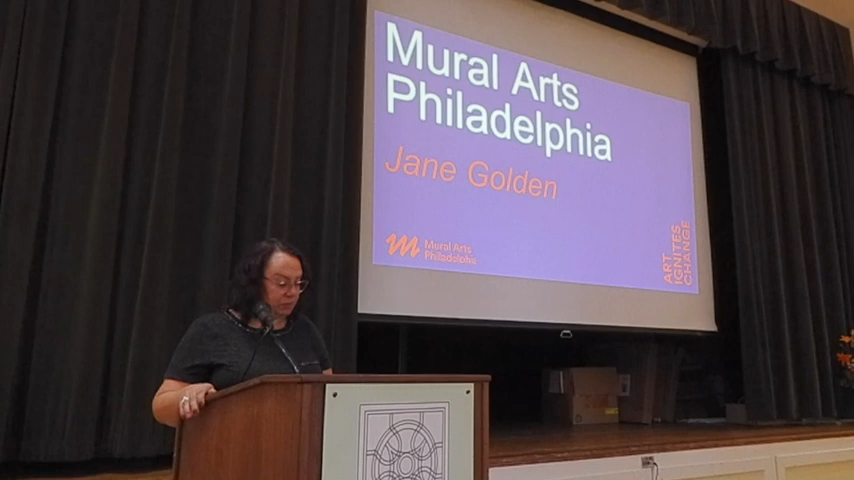 Mural Arts
Philadelphia
Jane Golden
Mural Arts
Philadelphia
ART
IGNITES
CHANGE